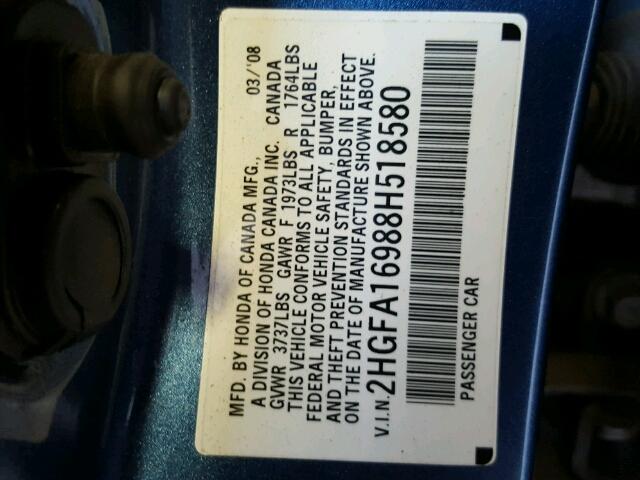 MFD. BY HONDA OF CANADA MFG., 03/'08
A DIVISION OF HONDA CANADA INC. CANADA
GVWR 3737LBS GAWR F 1973LBS R 1764LBS
THIS VEHICLE CONFORMS TO ALL APPLICABLE
FEDERAL MOTOR VEHICLE SAFETY, BUMPER,
AND THEFT PREVENTION STANDARDS IN EFFECT
ON THE DATE OF MANUFACTURE SHOWN ABOVE.
V.I.N. 2HGFA16988H518580
PASSENGER CAR